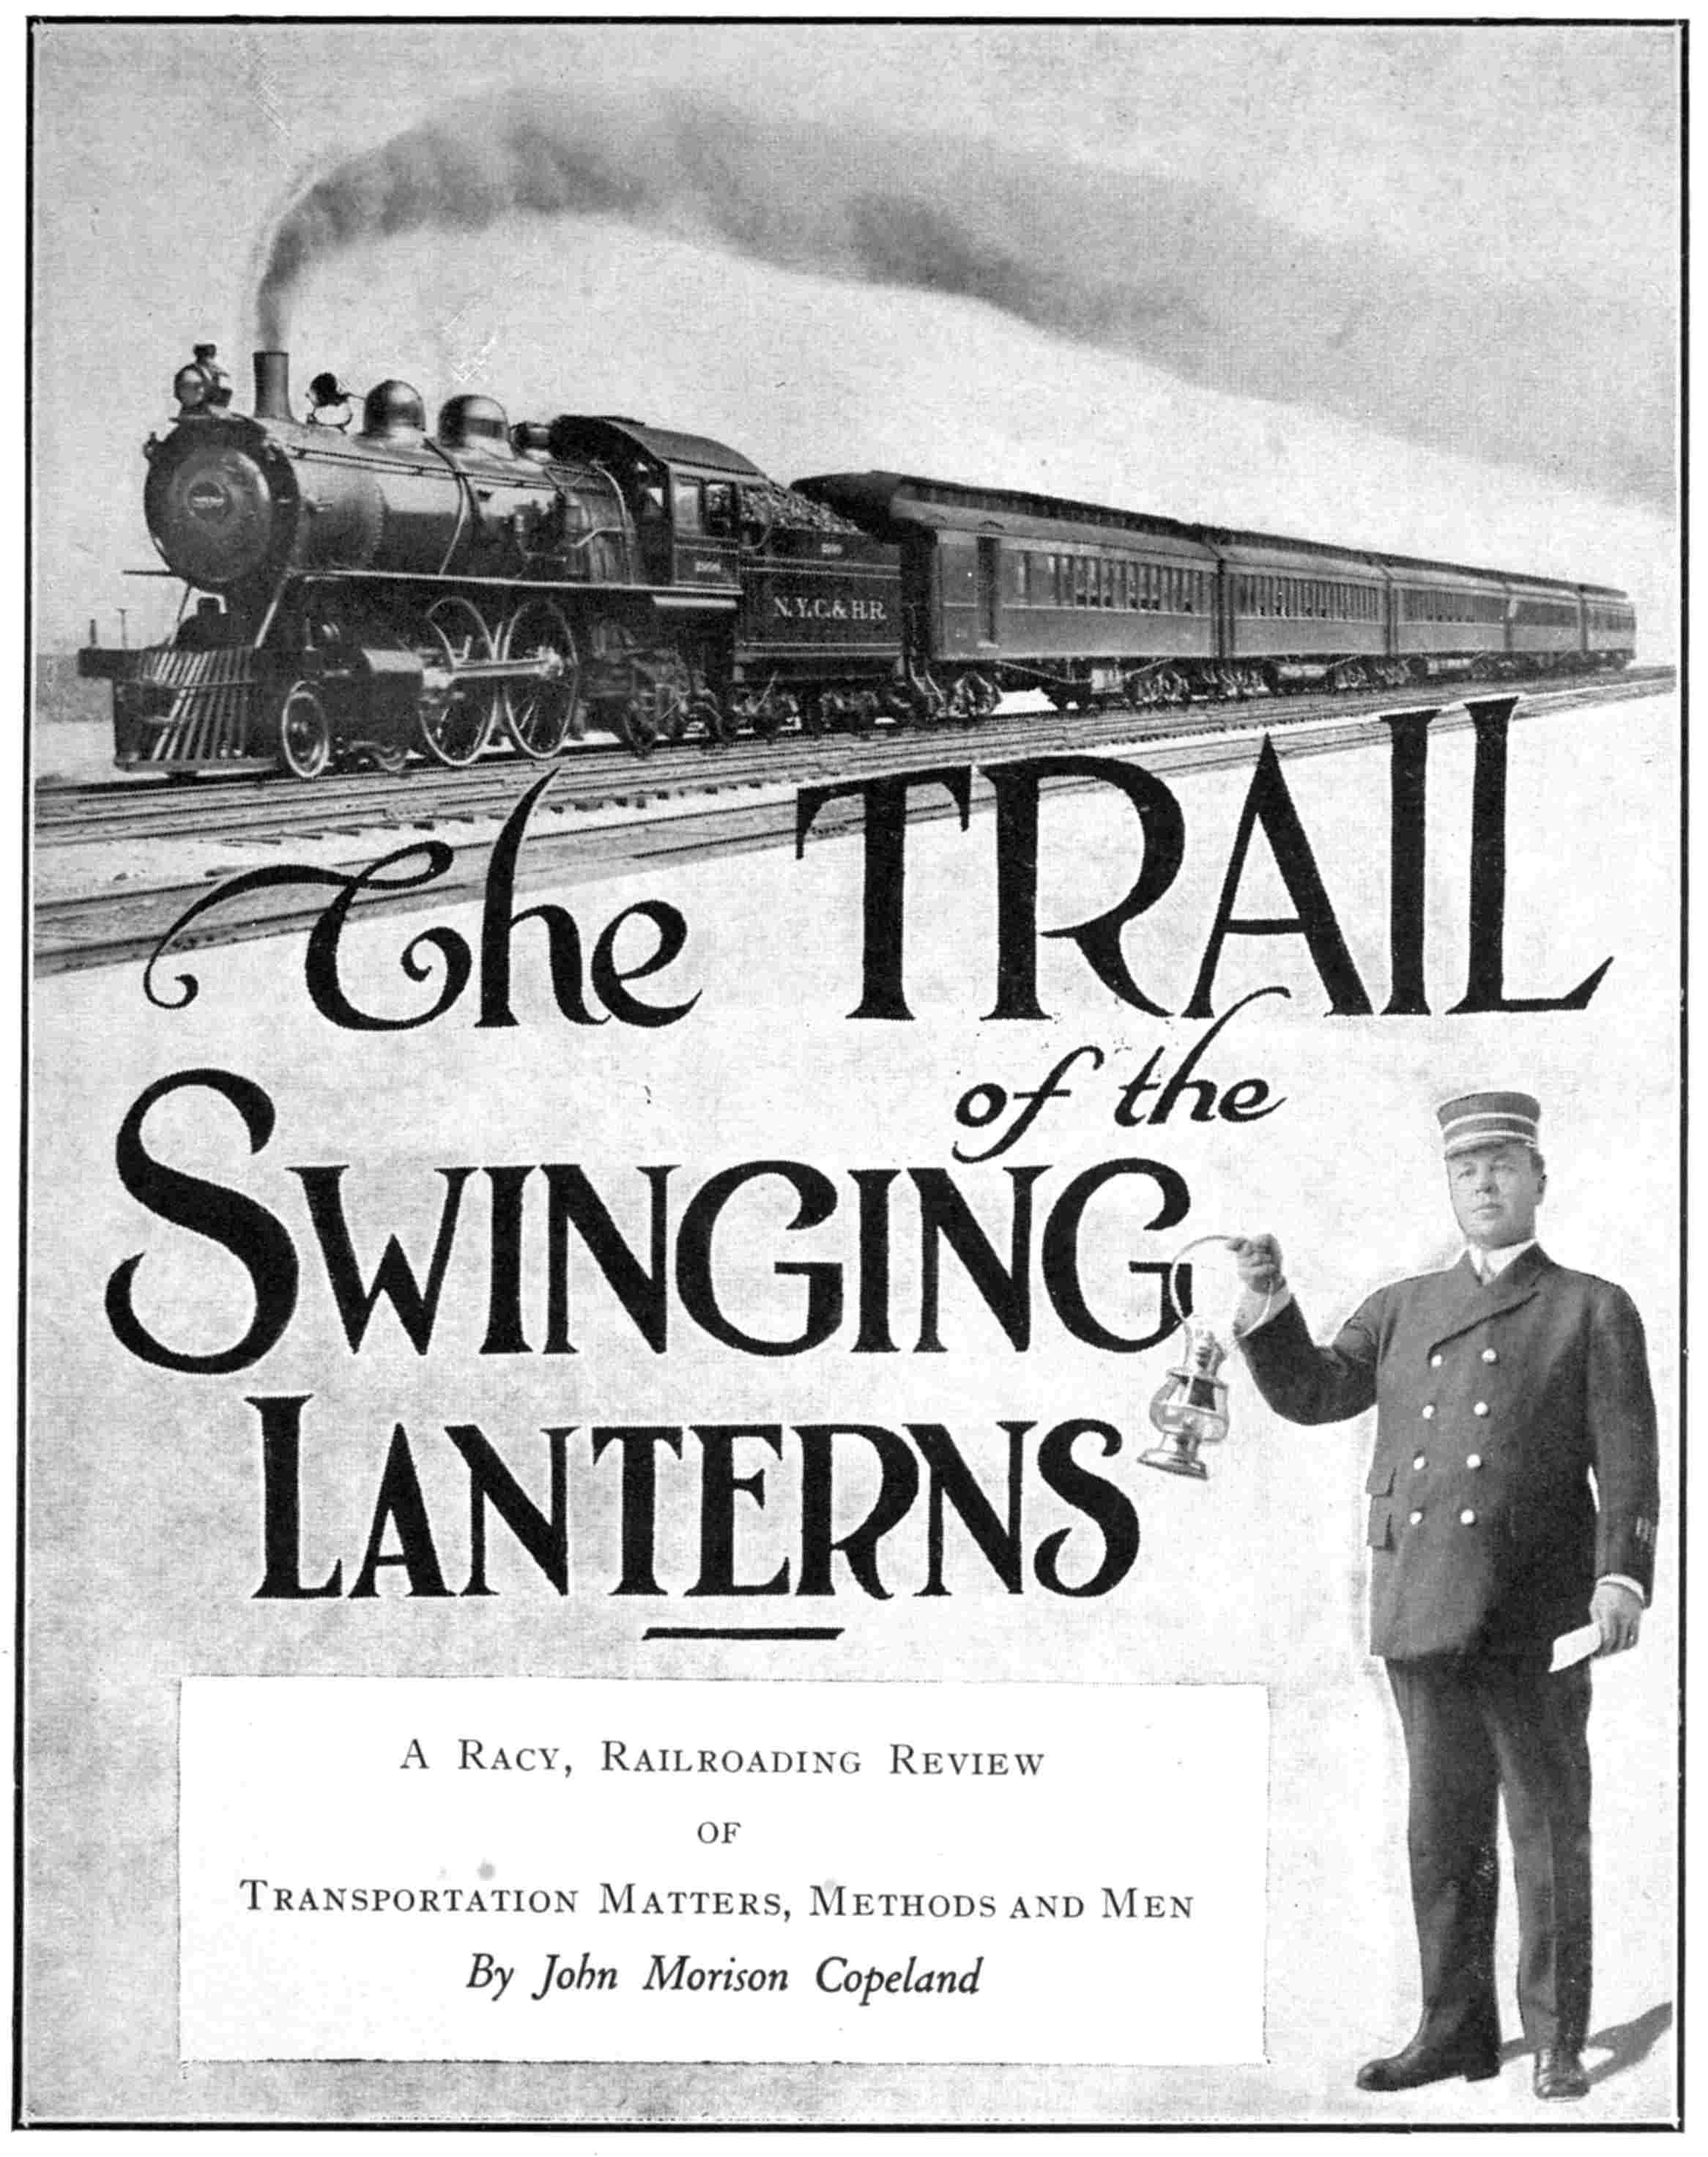 N.Y.C.& H.R.
The TRAIL
of the
SWINGING
LANTERNS
A RACY, RAILROADING REVIEW
OF
TRANSPORTATION MATTERS, METHODS AND MEN
By John Morison Copeland